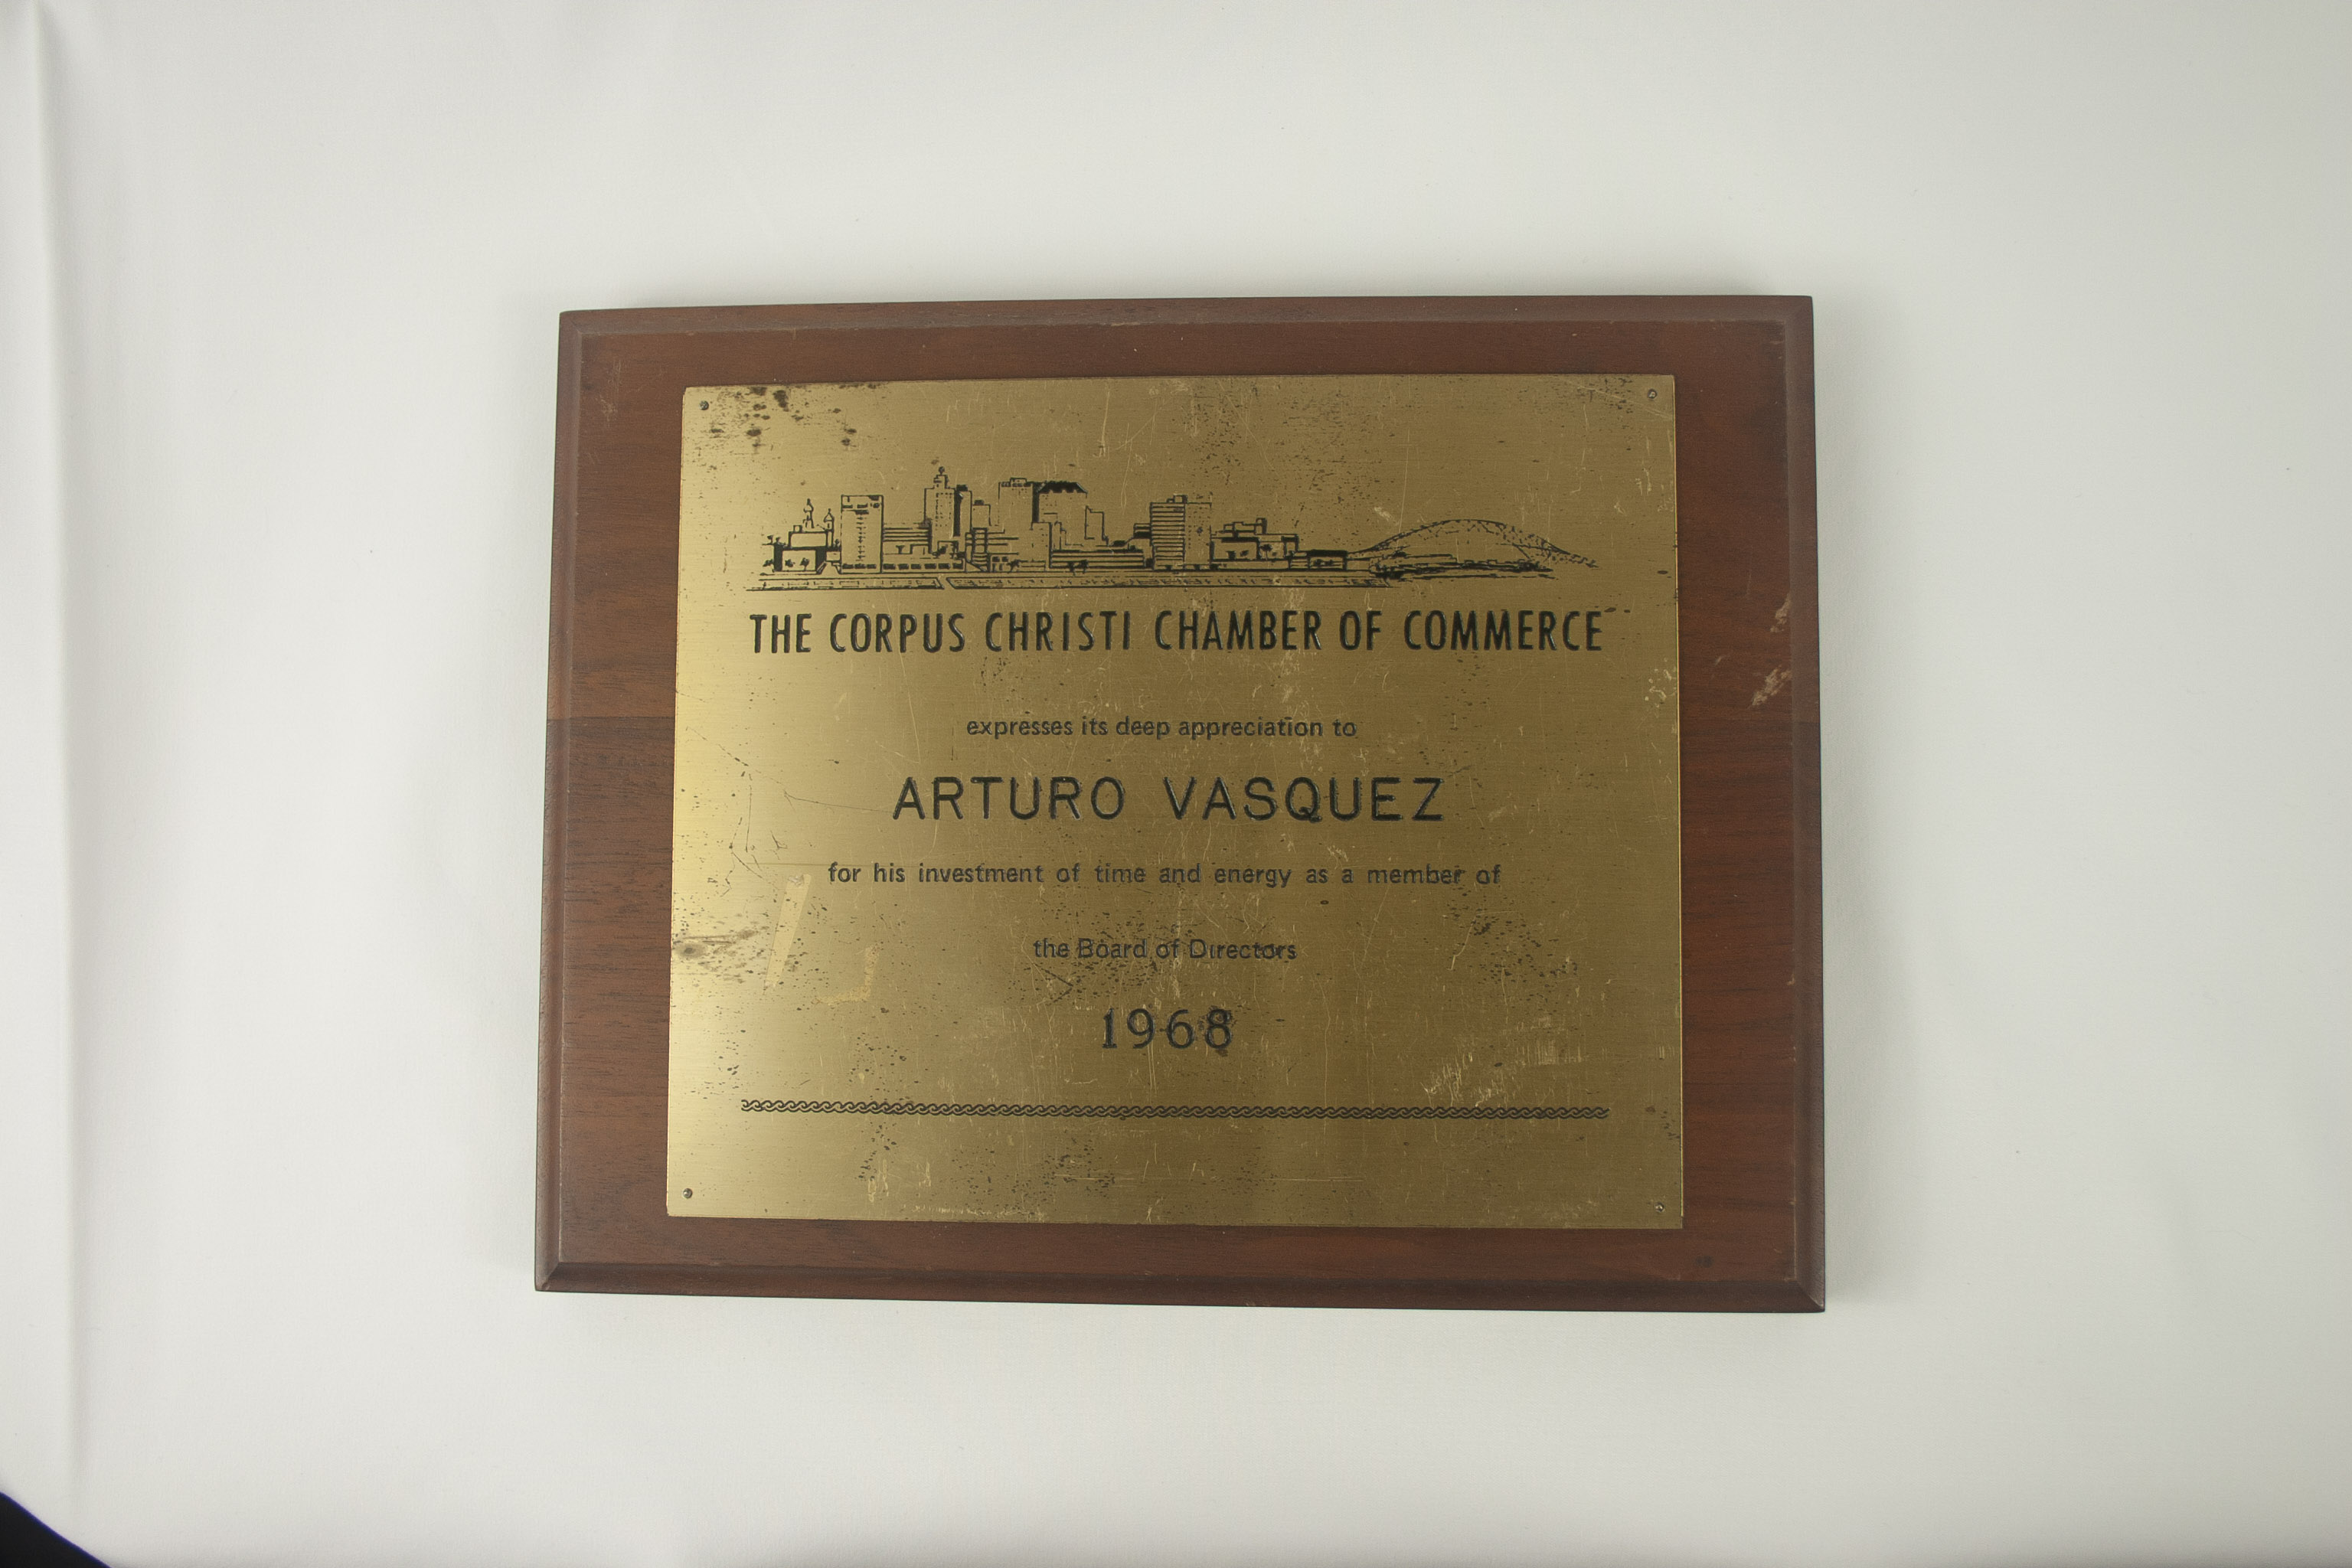 THE CORPUS CHRISTI CHAMBER OF COMMERCE
expresses its deep appreciation to
ARTURO VASQUEZ
for his investment of time and energy as a member of
the Board of Directors
1968